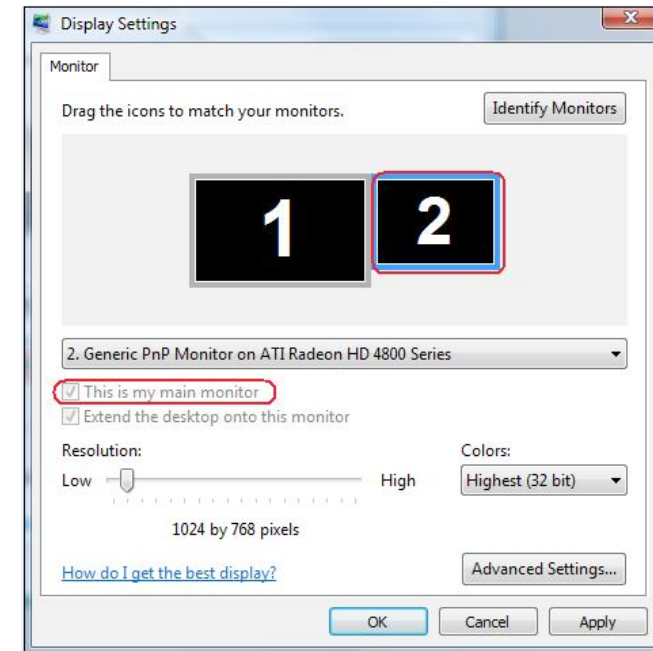 Display Settings
Monitor
Drag the icons to match your monitors.
Identify Monitors
1
2
2. Generic PnP Monitor on ATI Radeon HD 4800 Series
This is my main monitor
Extend the desktop onto this monitor
Resolution:
Colors:
Low
High
Highest (32 bit)
1024 by 768 pixels
How do I get the best display?
Advanced Settings...
OK
Cancel
Apply